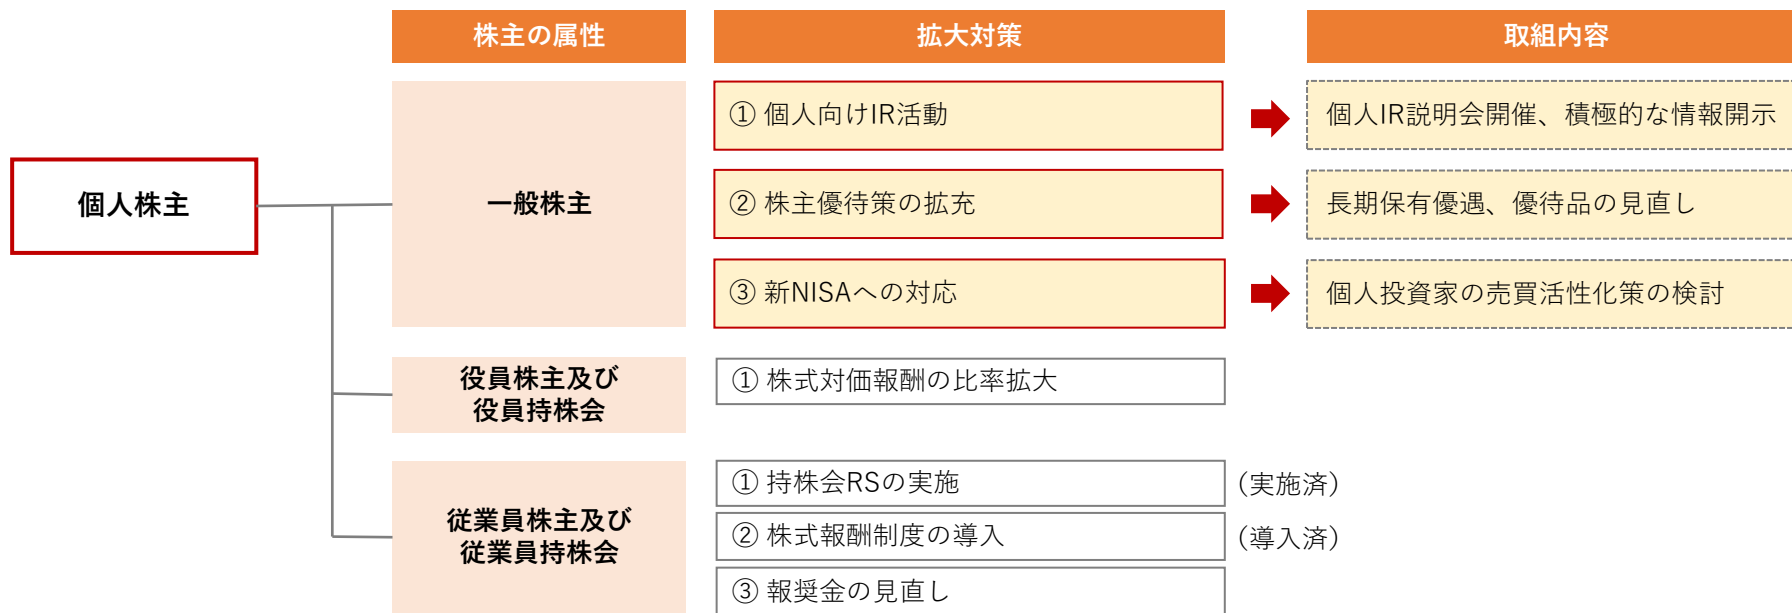 株主の属性
拡大対策
取組内容
個人株主
一般株主
① 個人向けIR活動
個人IR説明会開催、積極的な情報開示
② 株主優待策の拡充
長期保有優遇、優待品の見直し
③ 新NISAへの対応
個人投資家の売買活性化策の検討
役員株主及び
役員持株会
① 株式対価報酬の比率拡大
従業員株主及び
従業員持株会
① 持株会RSの実施
（実施済）
② 株式報酬制度の導入
（導入済）
③ 報奨金の見直し